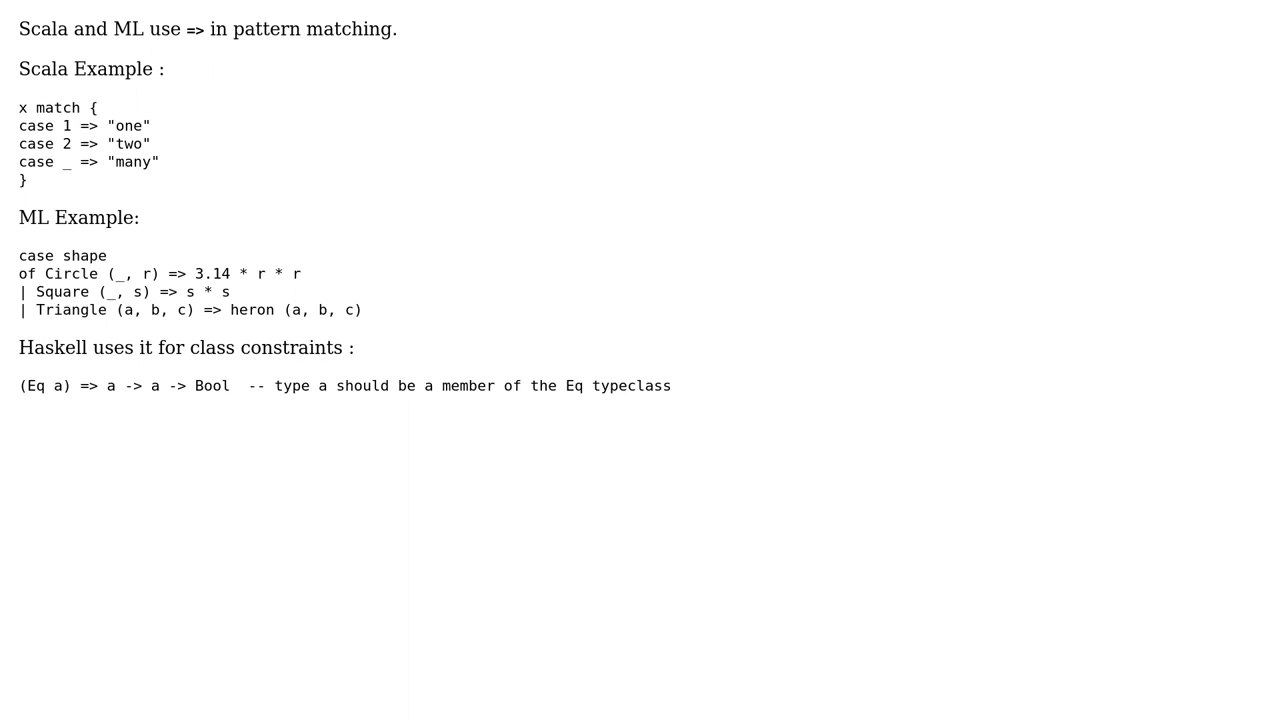 Scala and ML use => in pattern matching.
Scala Example :
x match {
case 1 => "one"
case 2 => "two"
case _ => "many"
}
ML Example:
case shape
of Circle (_, r) => 3.14 * r * r
| Square (_, s) => s * s
| Triangle (a, b, c) => heron (a, b, c)
Haskell uses it for class constraints :
(Eq a) => a -> a -> Bool  -- type a should be a member of the Eq typeclass